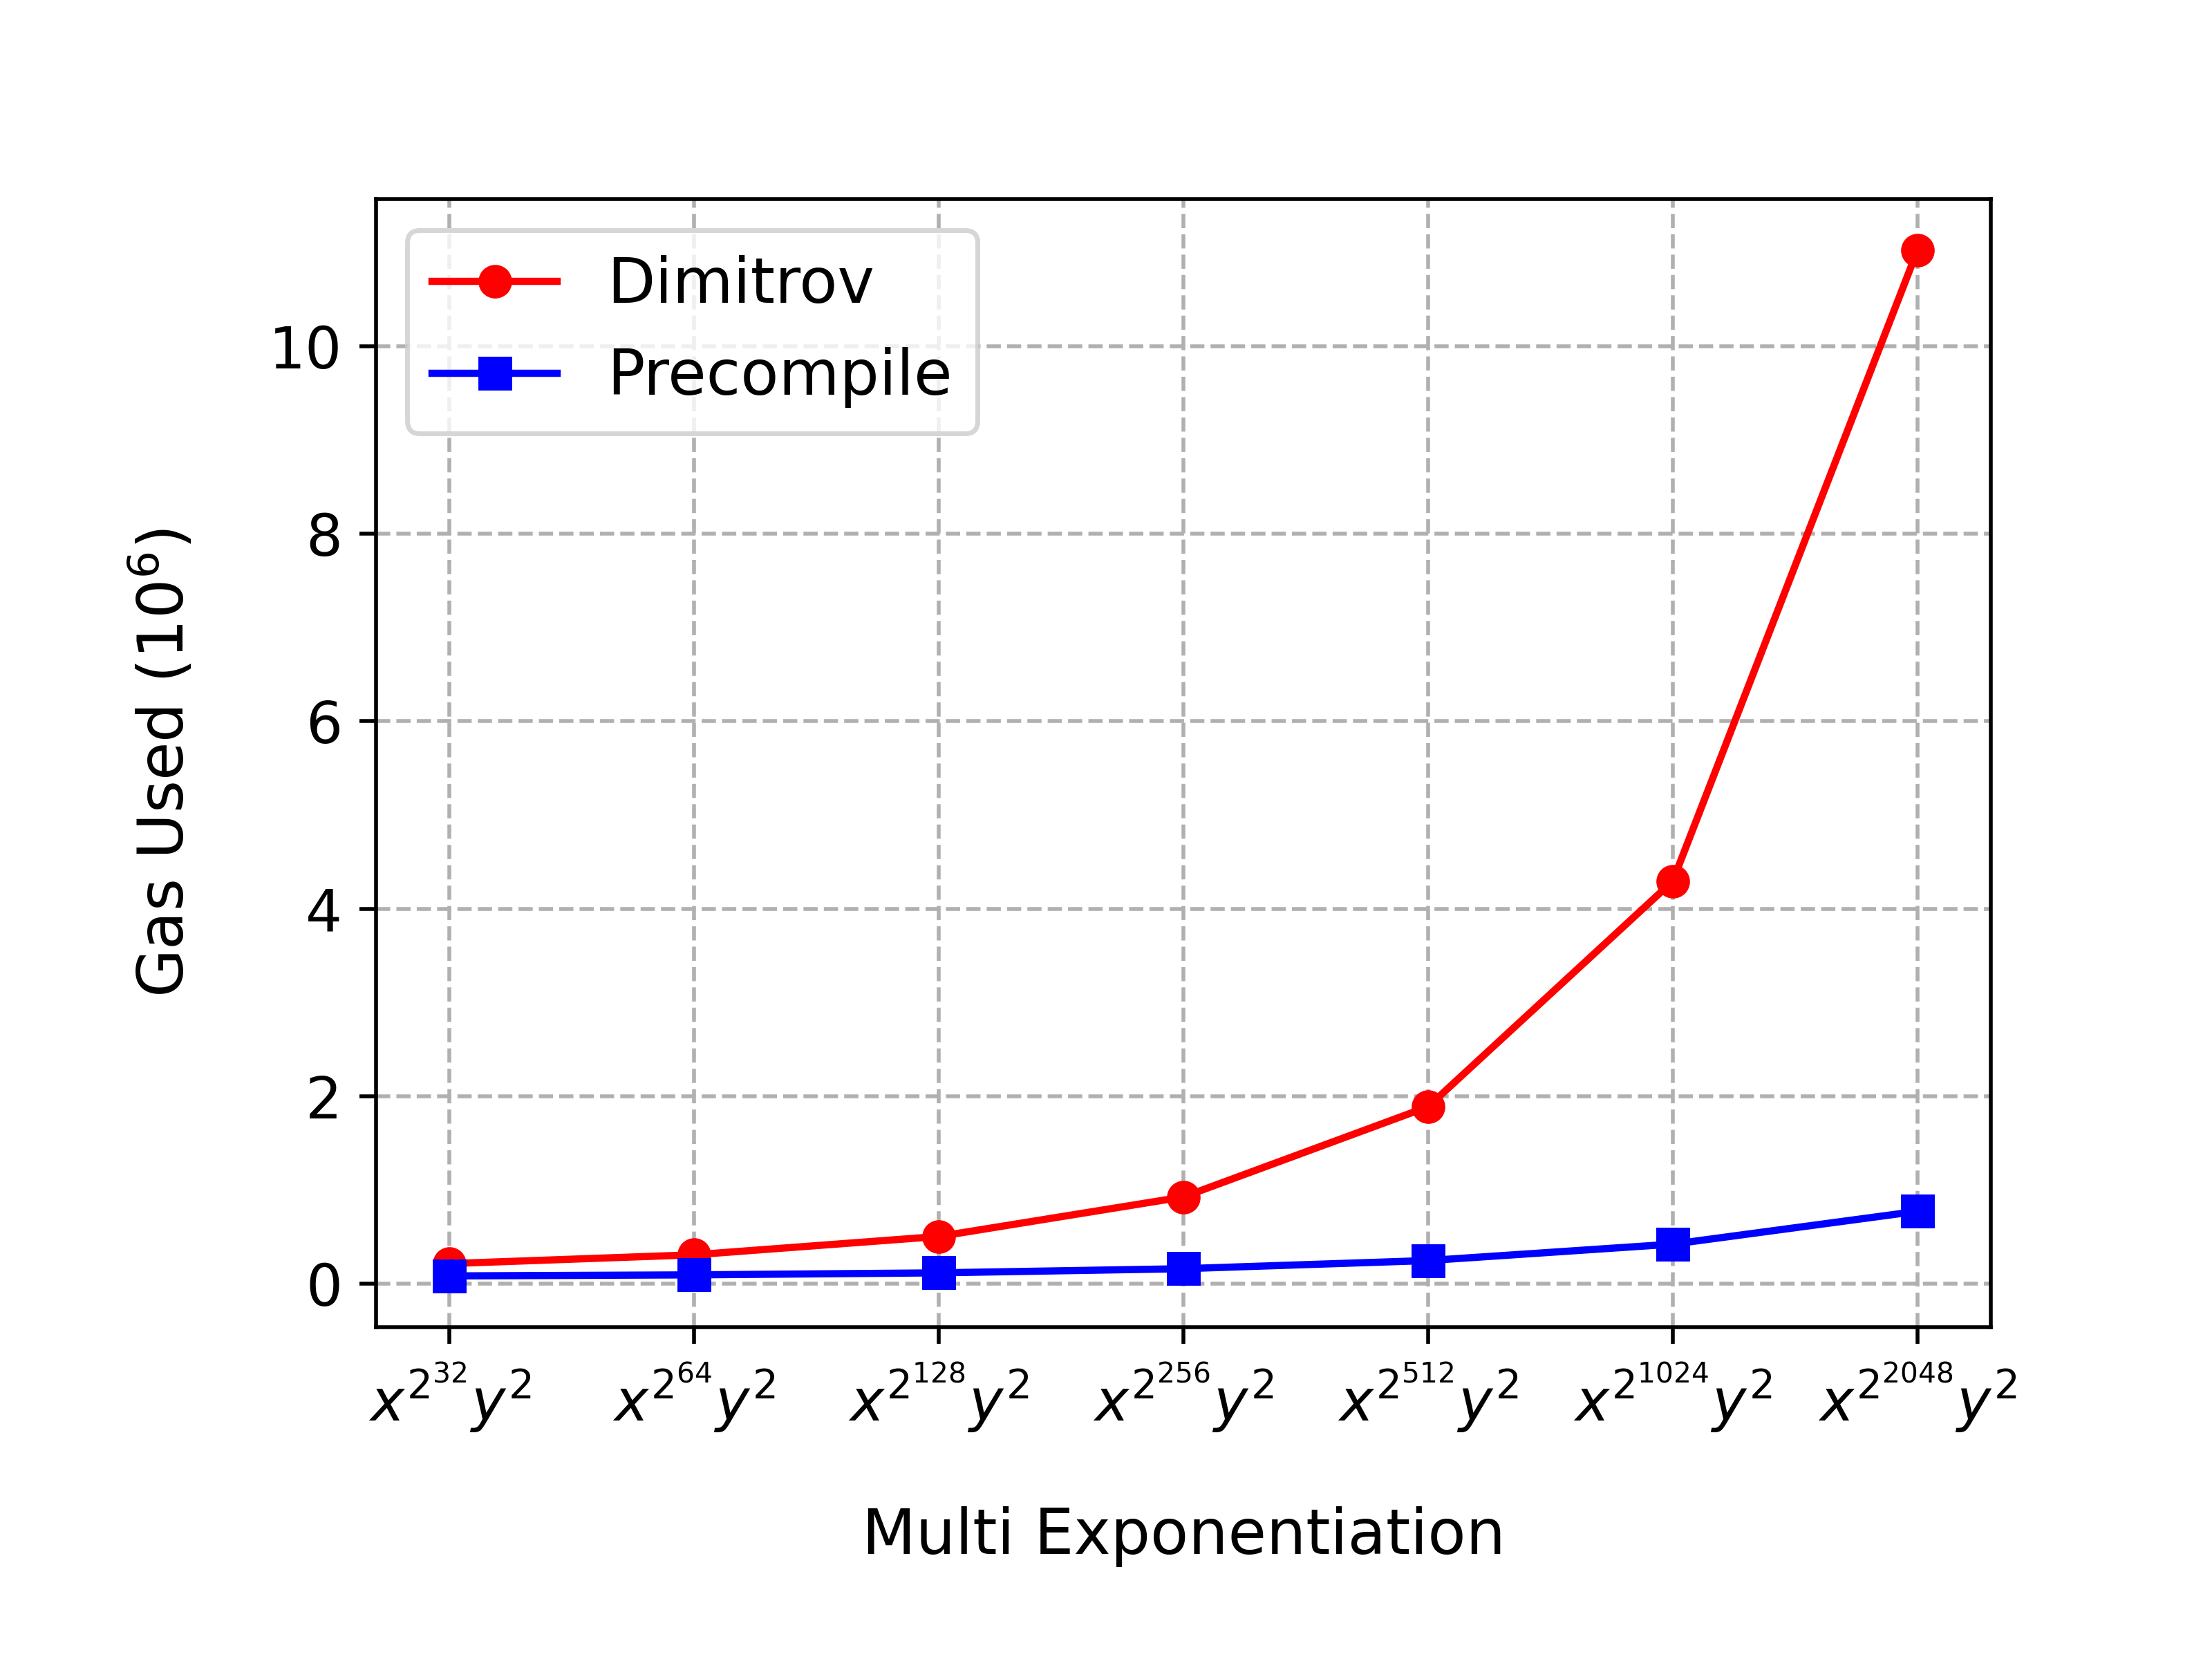 Dimitrov
Precompile
10
8
6
4
2
0
Gas Used (10⁶)
x^{2^{32}}y^2 x^{2^{64}}y^2 x^{2^{128}}y^2 x^{2^{256}}y^2 x^{2^{512}}y^2 x^{2^{1024}}y^2 x^{2^{2048}}y^2
Multi Exponentiation